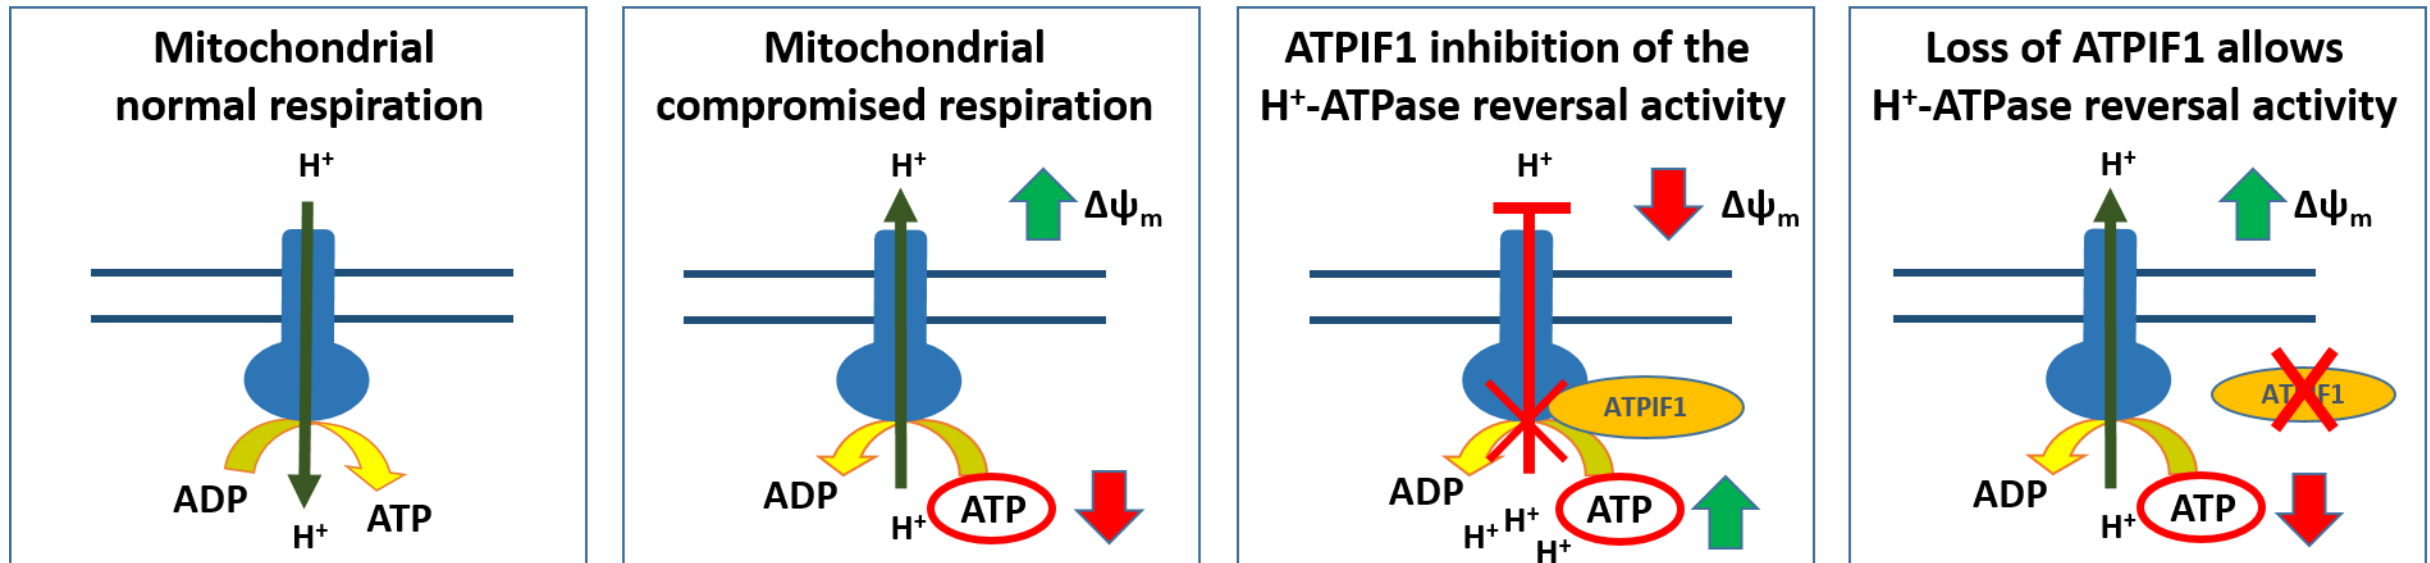 Mitochondrial
normal respiration
H⁺
ADP
ATP
H⁺
Mitochondrial
compromised respiration
H⁺
Δψₘ
ADP
H⁺
ATP
ATPIF1 inhibition of the
H⁺-ATPase reversal activity
H⁺
Δψₘ
ATPIF1
ADP
ATP
H⁺
H⁺
H⁺
Loss of ATPIF1 allows
H⁺-ATPase reversal activity
H⁺
Δψₘ
ATPIF1
ADP
H⁺
ATP